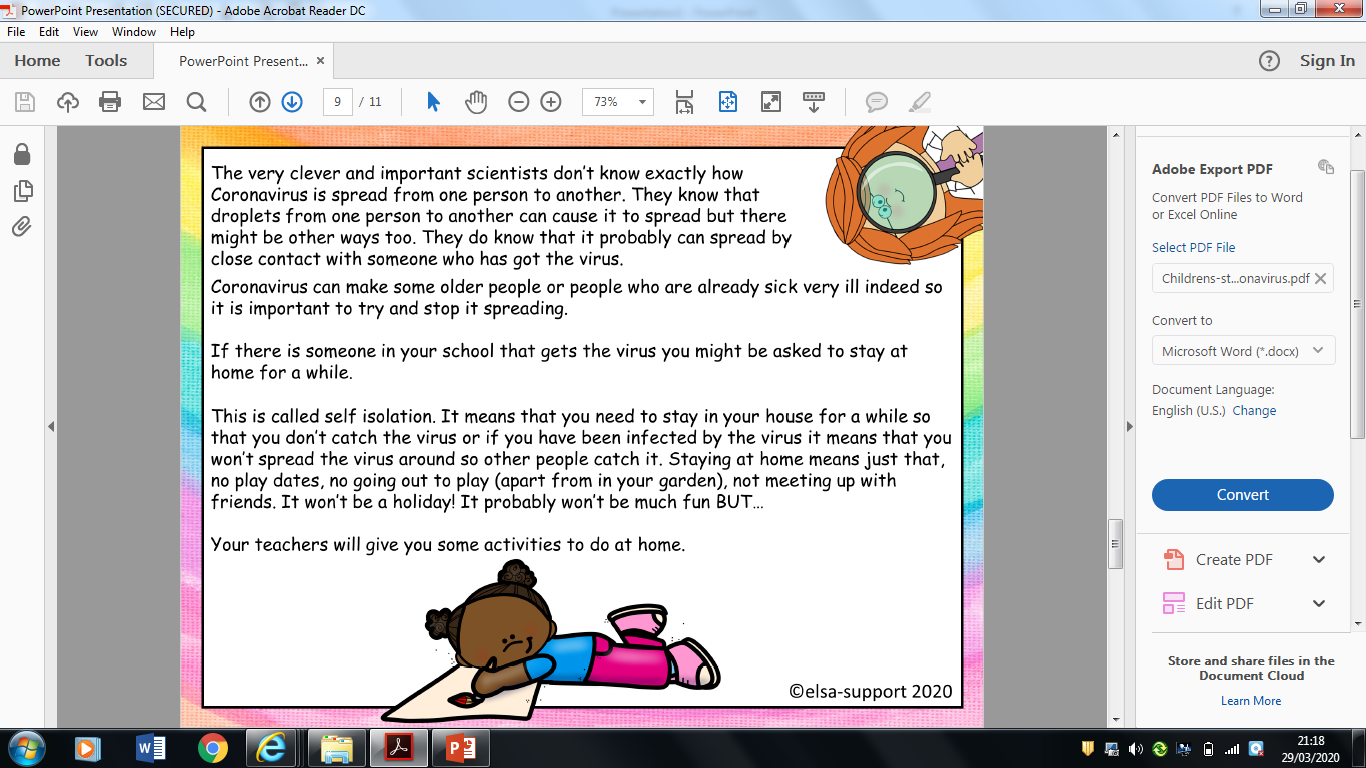 PowerPoint Presentation (SECURED) - Adobe Acrobat Reader DC
File Edit View Window Help
Home Tools PowerPoint Present... × Sign In
9 / 11 73%
The very clever and important scientists don't know exactly how
Coronavirus is spread from one person to another. They know that
droplets from one person to another can cause it to spread but there
might be other ways too. They do know that it probably can spread by
close contact with someone who has got the virus.
Coronavirus can make some older people or people who are already sick very ill indeed so
it is important to try and stop it spreading.
If there is someone in your school that gets the virus you might be asked to stay at
home for a while.
This is called self isolation. It means that you need to stay in your house for a while so
that you don't catch the virus or if you have been infected by the virus it means that you
won't spread the virus around so other people catch it. Staying at home means just that,
no play dates, no going out to play (apart from in your garden), not meeting up with
friends. It won't be a holiday! It probably won't be much fun BUT…
Your teachers will give you some activities to do at home.
©elsa-support 2020
Adobe Export PDF
Convert PDF Files to Word
or Excel Online
Select PDF File
Childrens-st...onavirus.pdf
Convert to
Microsoft Word (*.docx)
Document Language:
English (U.S.) Change
Convert
Create PDF
Edit PDF
Store and share files in the
Document Cloud
Learn More
21:18
29/03/2020